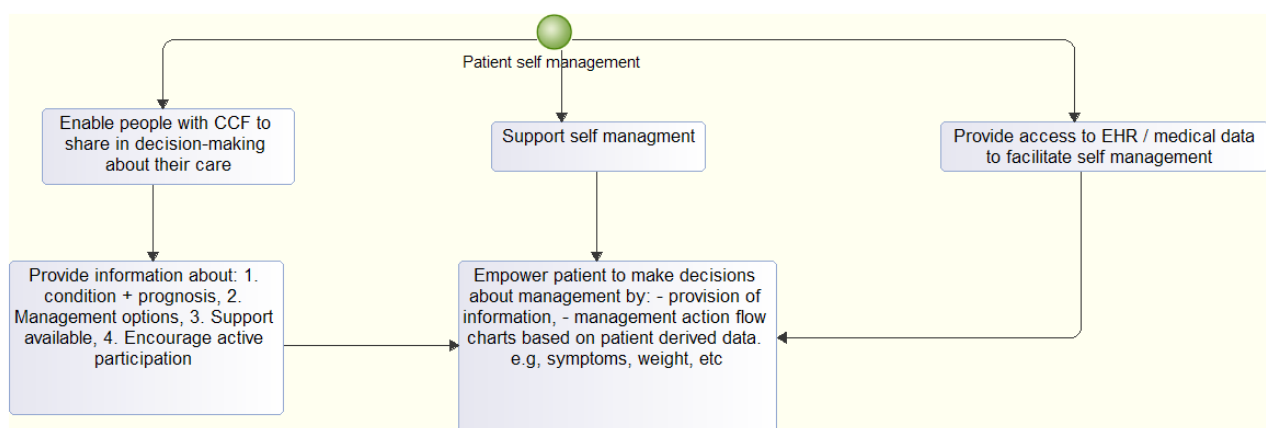 Patient self management
Enable people with CCF to
share in decision-making
about their care
Support self managment
Provide access to EHR / medical data
to facilitate self management
Provide information about: 1.
condition + prognosis, 2.
Management options, 3. Support
available, 4. Encourage active
participation
Empower patient to make decisions
about management by: - provision of
information, - management action flow
charts based on patient derived data.
e.g, symptoms, weight, etc